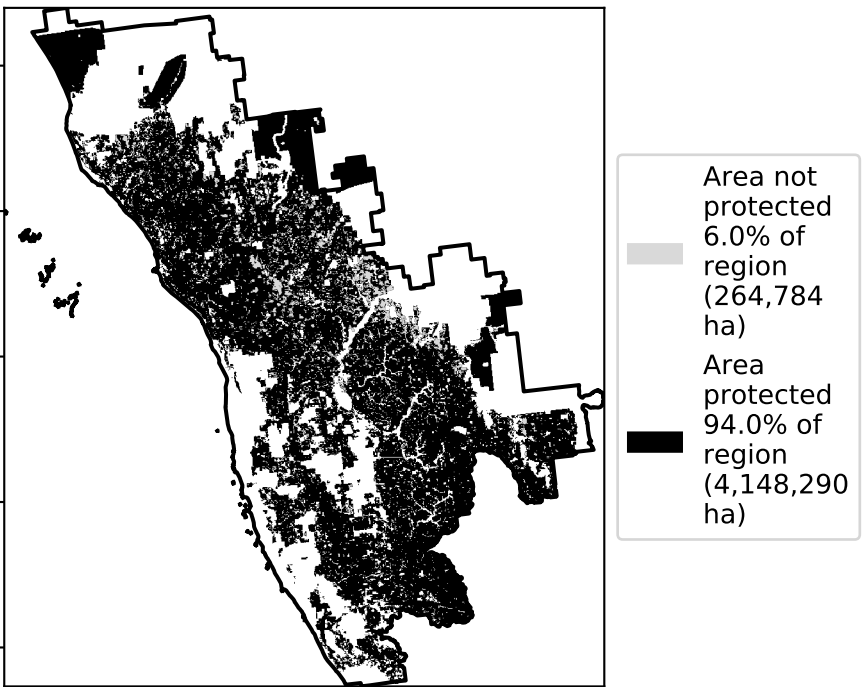 Area not
protected
6.0% of
region
(264,784
ha)
Area
protected
94.0% of
region
(4,148,290
ha)